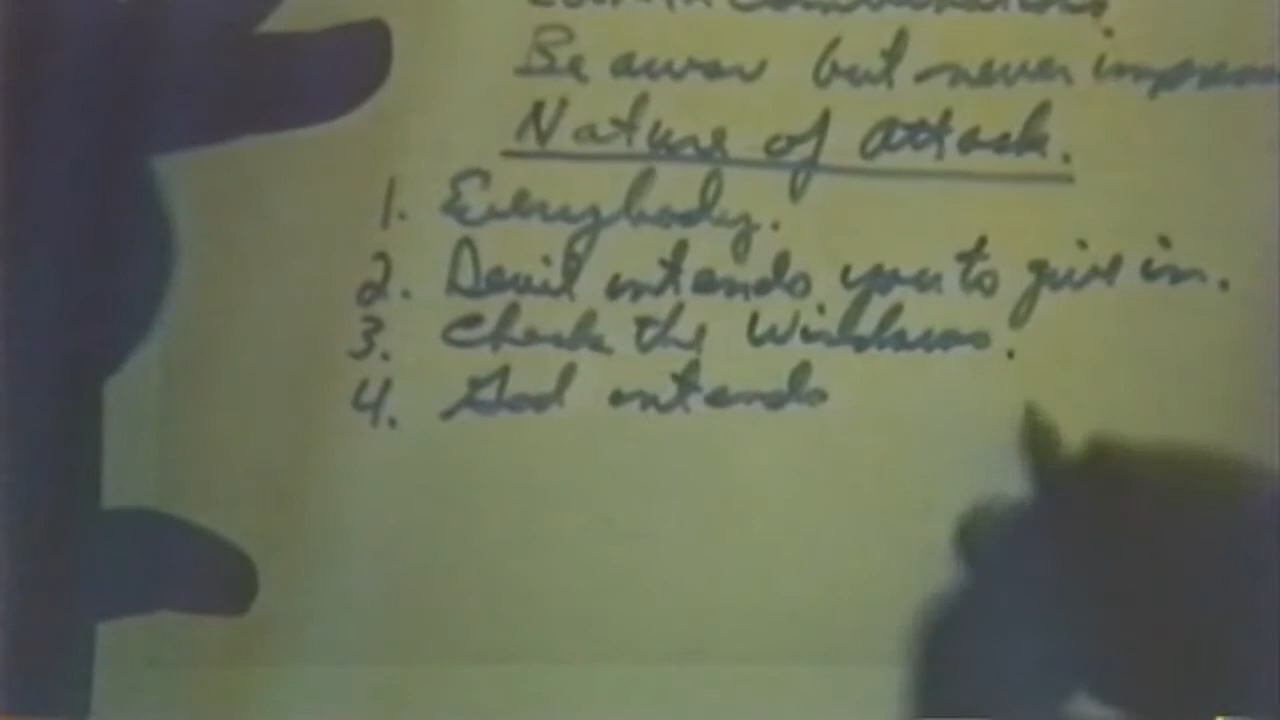 Be aware but never impress
Nature of attack.
1. Everybody.
2. Devil intends you to give in.
3. Check the Windows.
4. God intends